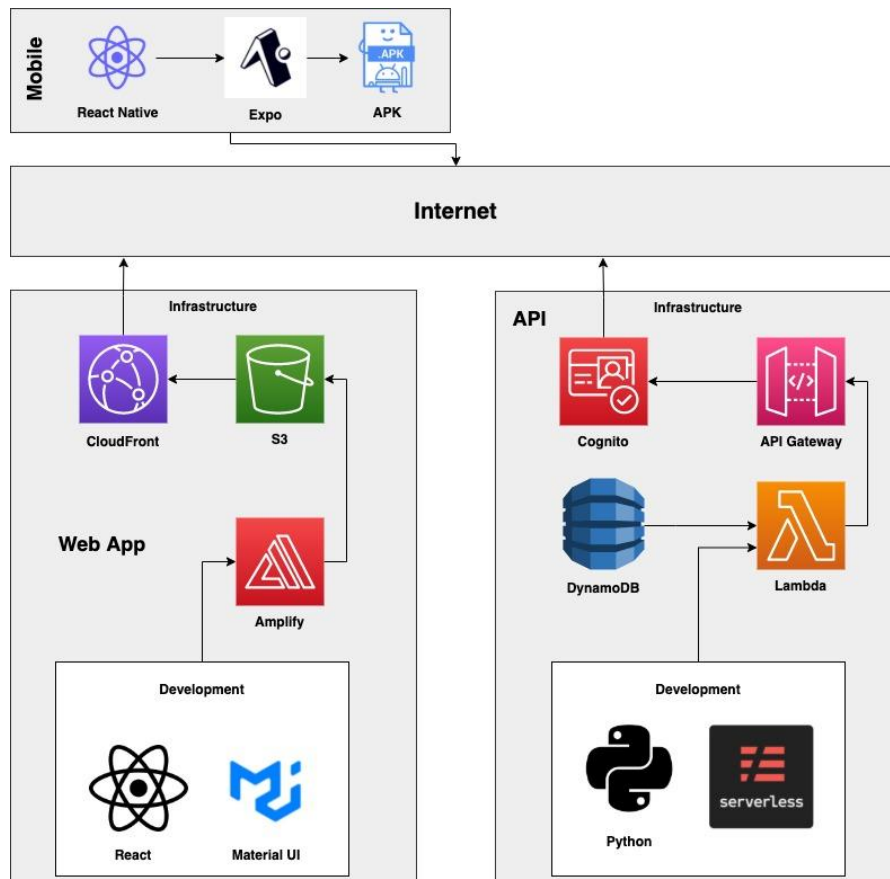 Mobile
React Native
Expo
.APK
APK
Internet
Infrastructure
CloudFront
S3
Web App
Amplify
Development
React
Material UI
Infrastructure
API
Cognito
API Gateway
DynamoDB
Lambda
Development
Python
serverless